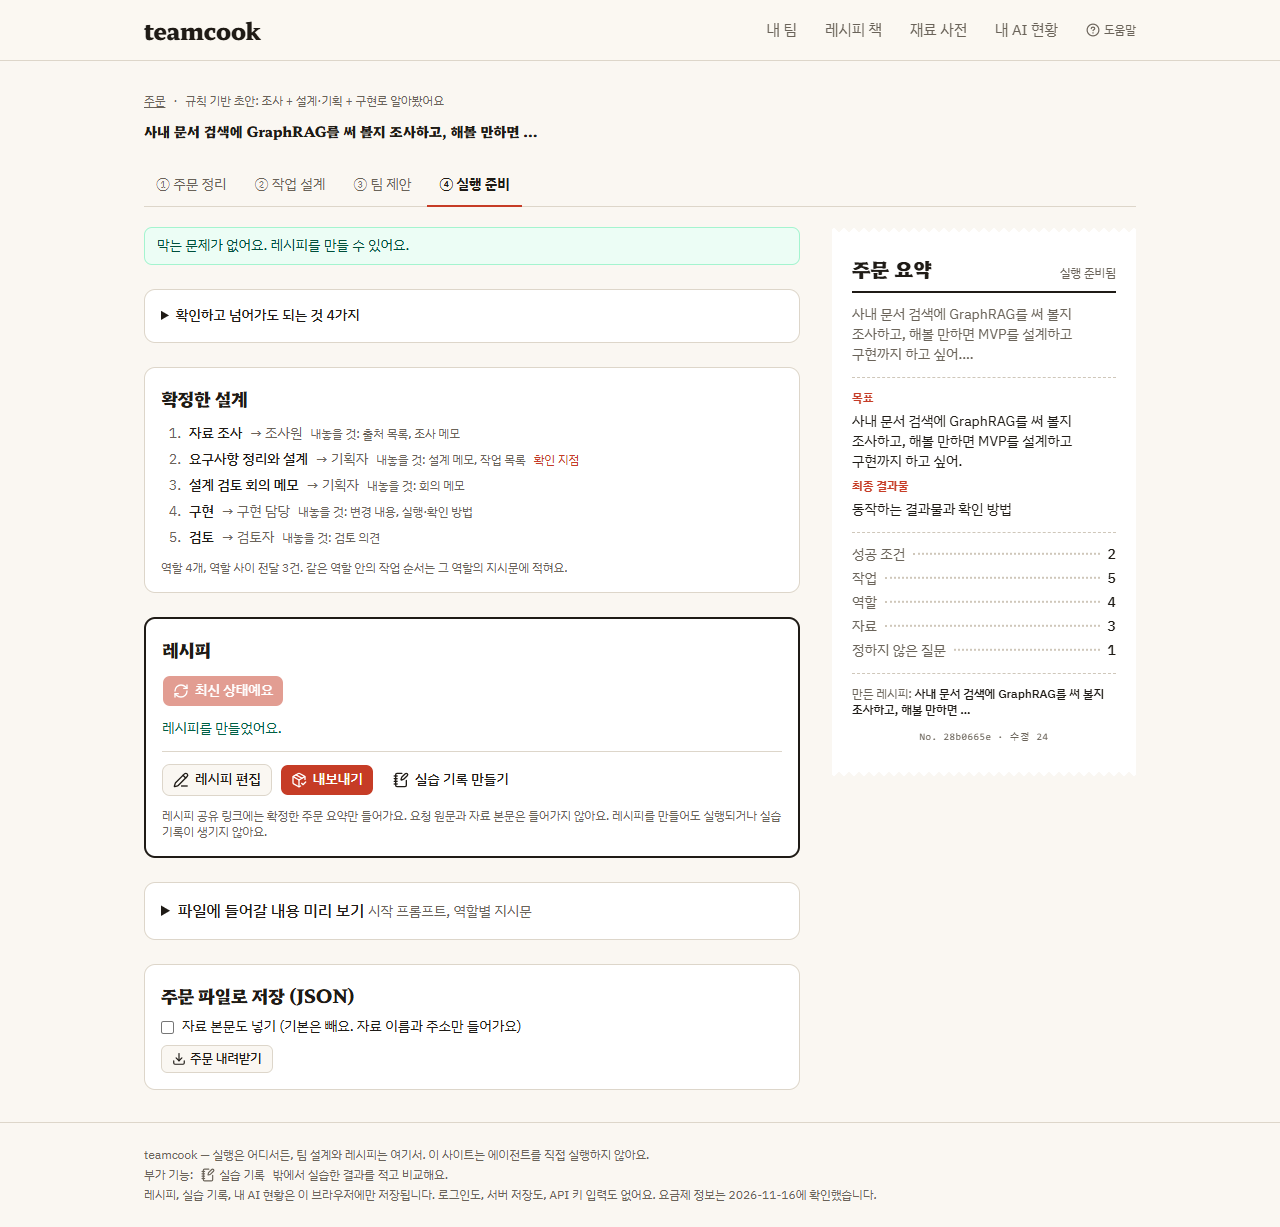 teamcook
내 팀
레시피 책
재료 사전
내 AI 현황
도움말
주문 · 규칙 기반 초안: 조사 + 설계·기획 + 구현로 알아봤어요
사내 문서 검색에 GraphRAG를 써 볼지 조사하고, 해볼 만하면 ...
① 주문 정리
② 작업 설계
③ 팀 제안
④ 실행 준비
막는 문제가 없어요. 레시피를 만들 수 있어요.
▶ 확인하고 넘어가도 되는 것 4가지
확정한 설계
1. 자료 조사 → 조사원 내놓을 것: 출처 목록, 조사 메모
2. 요구사항 정리와 설계 → 기획자 내놓을 것: 설계 메모, 작업 목록 확인 지점
3. 설계 검토 회의 메모 → 기획자 내놓을 것: 회의 메모
4. 구현 → 구현 담당 내놓을 것: 변경 내용, 실행·확인 방법
5. 검토 → 검토자 내놓을 것: 검토 의견
역할 4개, 역할 사이 전달 3건. 같은 역할 안의 작업 순서는 그 역할의 지시문에 적혀요.
레시피
최신 상태예요
레시피를 만들었어요.
레시피 편집
내보내기
실습 기록 만들기
레시피 공유 링크에는 확정한 주문 요약만 들어가요. 요청 원문과 자료 본문은 들어가지 않아요. 레시피를 만들어도 실행되거나 실습
기록이 생기지 않아요.
▶ 파일에 들어갈 내용 미리 보기 시작 프롬프트, 역할별 지시문
주문 파일로 저장 (JSON)
자료 본문도 넣기 (기본은 빼요. 자료 이름과 주소만 들어가요)
주문 내려받기
주문 요약
실행 준비됨
사내 문서 검색에 GraphRAG를 써 볼지
조사하고, 해볼 만하면 MVP를 설계하고
구현까지 하고 싶어....
목표
사내 문서 검색에 GraphRAG를 써 볼지
조사하고, 해볼 만하면 MVP를 설계하고
구현까지 하고 싶어.
최종 결과물
동작하는 결과물과 확인 방법
성공 조건 2
작업 5
역할 4
자료 3
정하지 않은 질문 1
만든 레시피: 사내 문서 검색에 GraphRAG를 써 볼지
조사하고, 해볼 만하면 ...
No. 28b0665e · 수정 24
teamcook — 실행은 어디서든, 팀 설계와 레시피는 여기서. 이 사이트는 에이전트를 직접 실행하지 않아요.
부가 기능: 실습 기록 밖에서 실습한 결과를 적고 비교해요.
레시피, 실습 기록, 내 AI 현황은 이 브라우저에만 저장됩니다. 로그인도, 서버 저장도, API 키 입력도 없어요. 요금제 정보는 2026-11-16에 확인했습니다.